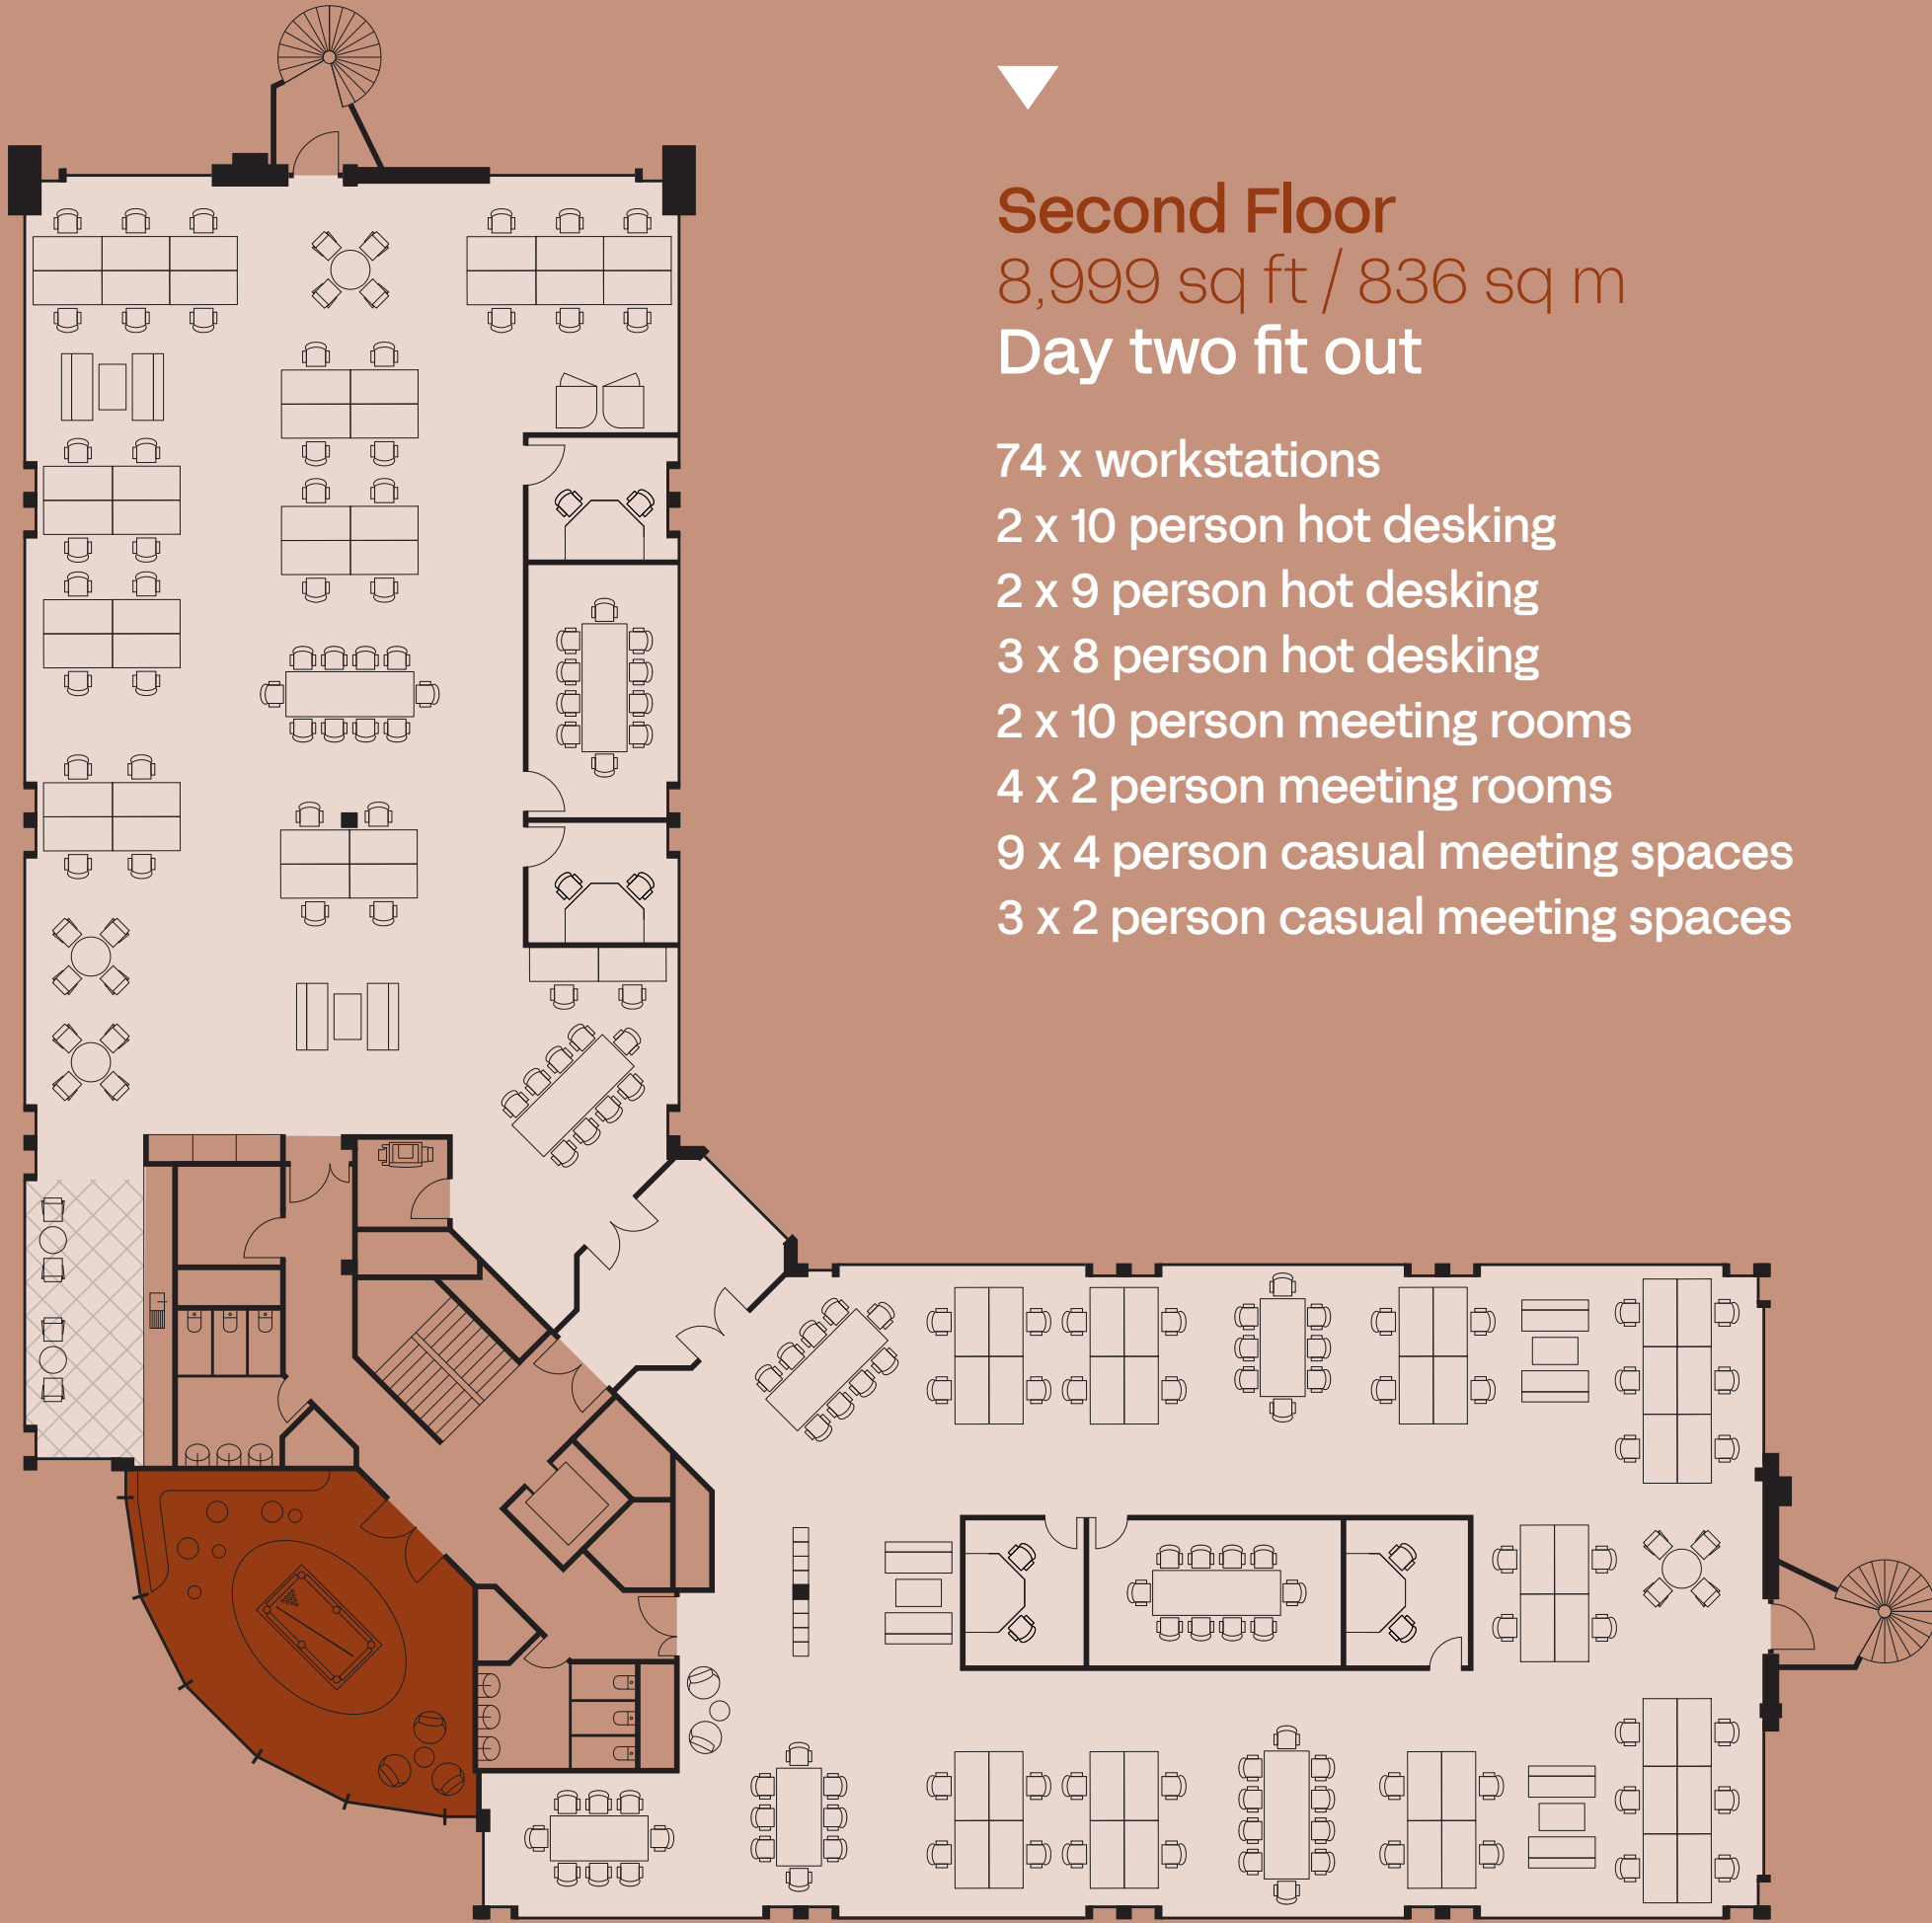 Second Floor
8,999 sq ft / 836 sq m
Day two fit out
74 x workstations
2 x 10 person hot desking
2 x 9 person hot desking
3 x 8 person hot desking
2 x 10 person meeting rooms
4 x 2 person meeting rooms
9 x 4 person casual meeting spaces
3 x 2 person casual meeting spaces